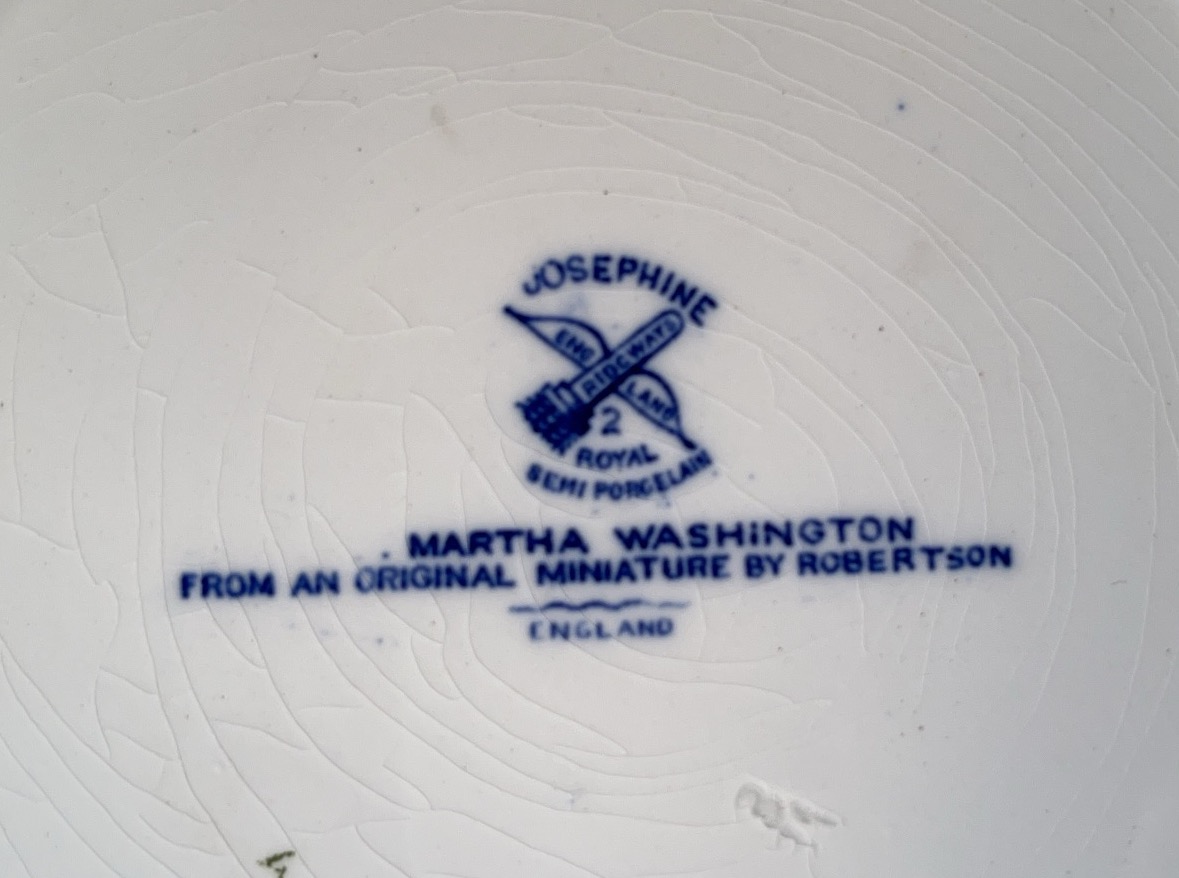 JOSEPHINE
ENG
LAND
RIDGWAYS
2
ROYAL
SEMI PORCELAIN
MARTHA WASHINGTON
FROM AN ORIGINAL MINIATURE BY ROBERTSON
ENGLAND